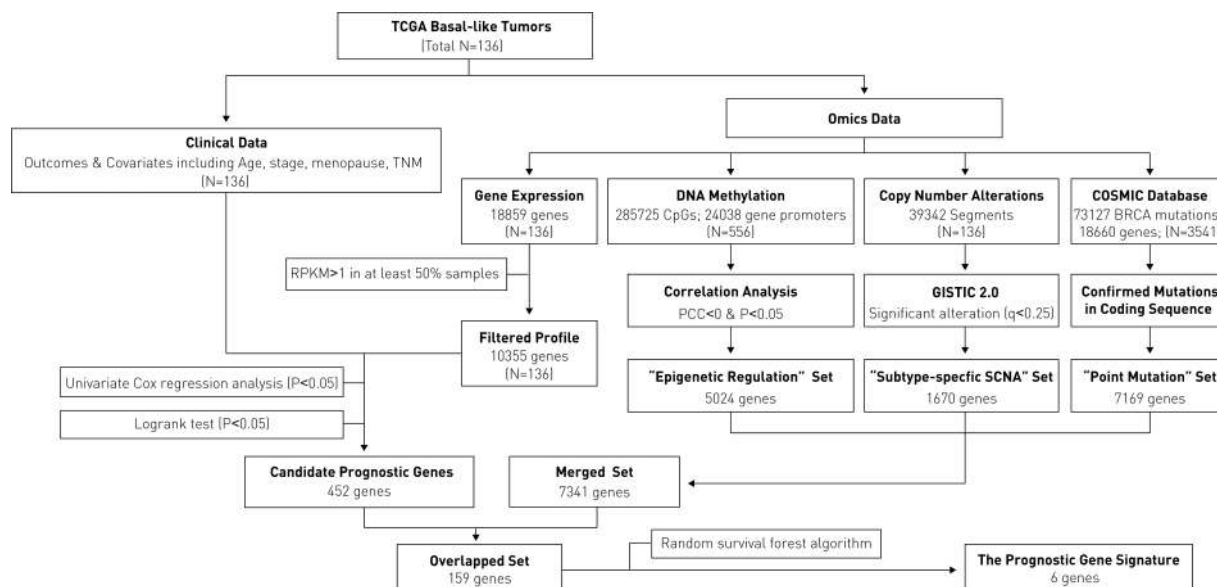 TCGA Basal-like Tumors
(Total N=136)
Omics Data
Clinical Data
Outcomes & Covariates including Age, stage, menopause, TNM
(N=136)
Gene Expression
18859 genes
(N=136)
DNA Methylation
285725 CpGs; 24038 gene promoters
(N=556)
Copy Number Alterations
39342 Segments
(N=136)
COSMIC Database
73127 BRCA mutations
18660 genes; (N=3541
RPKM>1 in at least 50% samples
Correlation Analysis
PCC<0 & P<0.05
GISTIC 2.0
Significant alteration (q<0.25)
Confirmed Mutations
in Coding Sequence
Filtered Profile
10355 genes
(N=136)
Univariate Cox regression analysis (P<0.05)
Logrank test (P<0.05)
"Epigenetic Regulation" Set
5024 genes
"Subtype-specfic SCNA" Set
1670 genes
"Point Mutation" Set
7169 genes
Candidate Prognostic Genes
452 genes
Merged Set
7341 genes
Random survival forest algorithm
Overlapped Set
159 genes
The Prognostic Gene Signature
6 genes